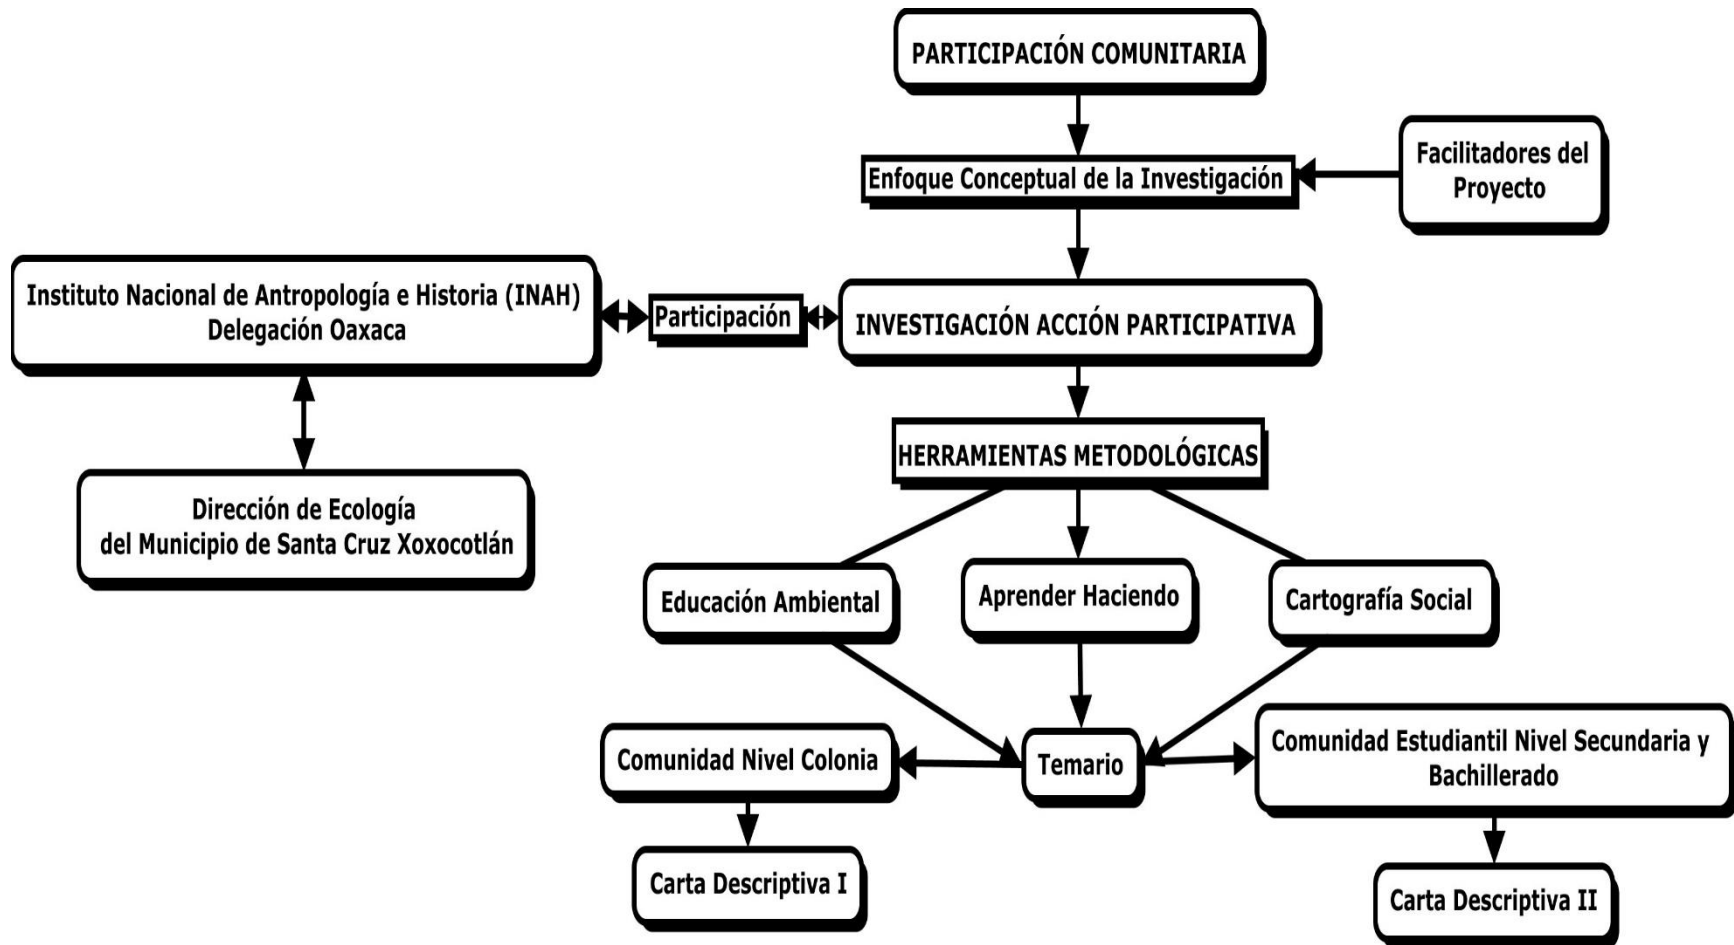 PARTICIPACIÓN COMUNITARIA
Enfoque Conceptual de la Investigación
Facilitadores del
Proyecto
Instituto Nacional de Antropología e Historia (INAH)
Delegación Oaxaca
Participación
INVESTIGACIÓN ACCIÓN PARTICIPATIVA
Dirección de Ecología
del Municipio de Santa Cruz Xoxocotlán
HERRAMIENTAS METODOLÓGICAS
Educación Ambiental
Aprender Haciendo
Cartografía Social
Comunidad Nivel Colonia
Temario
Comunidad Estudiantil Nivel Secundaria y
Bachillerado
Carta Descriptiva I
Carta Descriptiva II